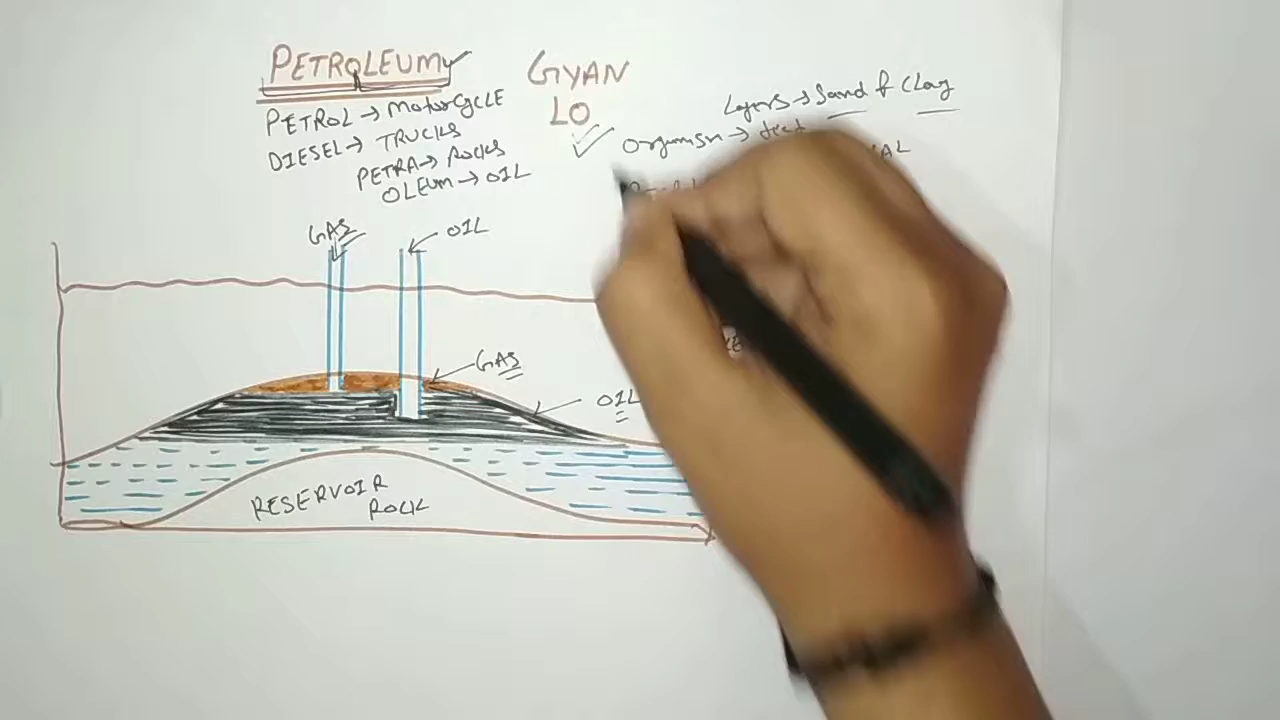 PETROLEUM
PETROL → MOTORCYCLE
DIESEL → TRUCKS
PETRA → ROCKS
OLEUM → OIL
GYAN
LO
Layers → Sand & Clay
Organism →
GAS
OIL
GAS
OIL
RESERVOIR
ROCK